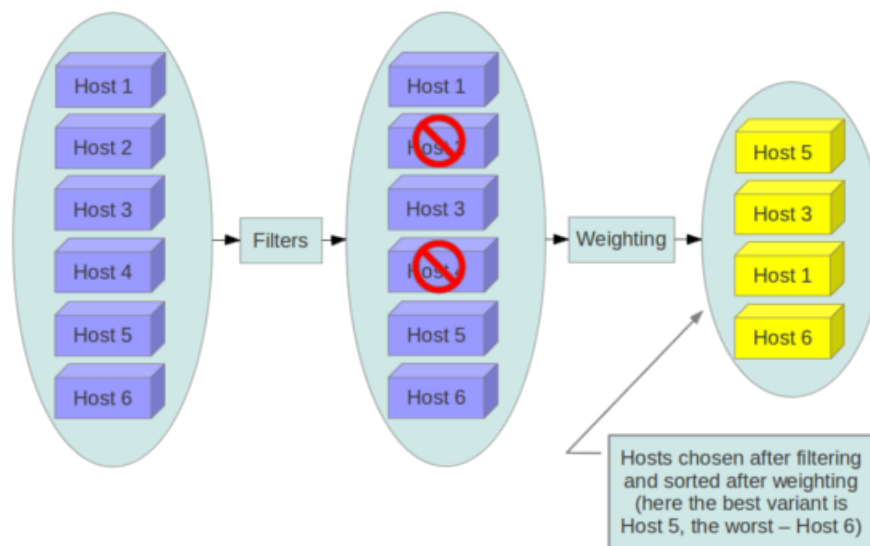 Host 1
Host 2
Host 3
Host 4
Host 5
Host 6
Filters
Host 1
Host 3
Host 5
Host 6
Weighting
Host 5
Host 3
Host 1
Host 6
Hosts chosen after filtering
and sorted after weighting
(here the best variant is
Host 5, the worst – Host 6)